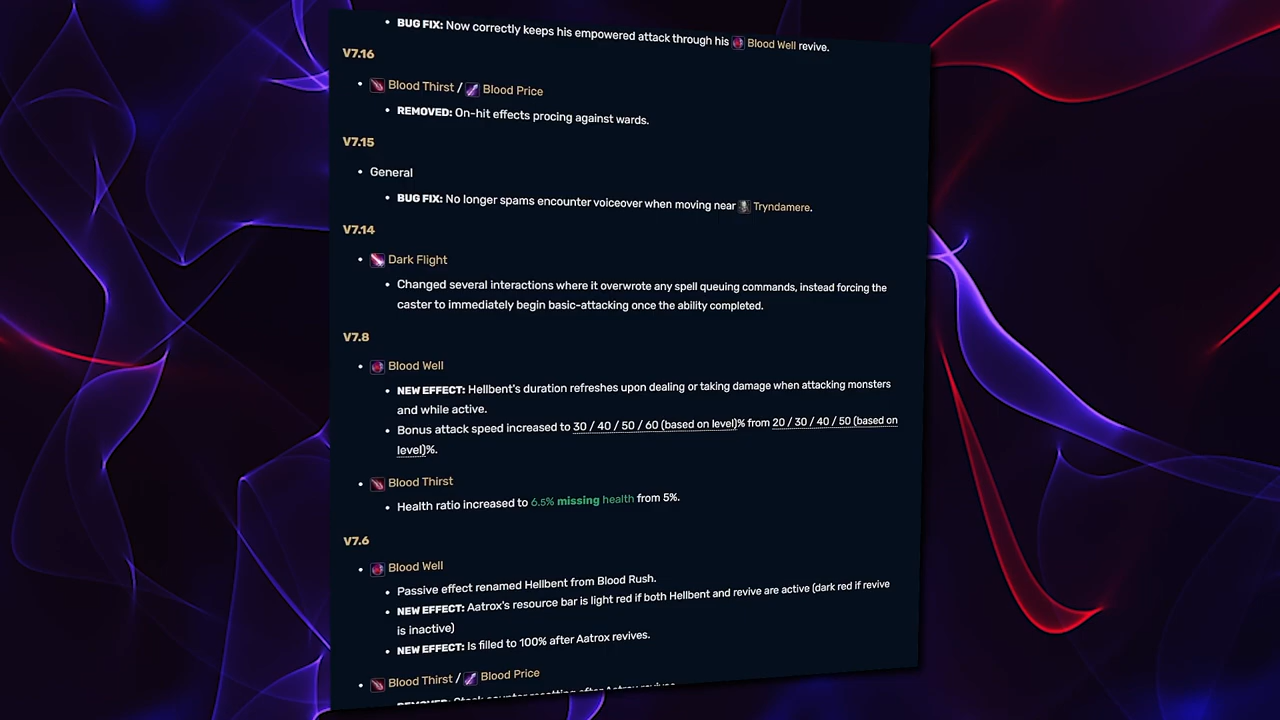 • BUG FIX: Now correctly keeps his empowered attack through his Blood Well revive.
V7.16
• Blood Thirst / Blood Price
• REMOVED: On-hit effects procing against wards.
V7.15
• General
• BUG FIX: No longer spams encounter voiceover when moving near Tryndamere.
V7.14
• Dark Flight
• Changed several interactions where it overwrote any spell queuing commands, instead forcing the
caster to immediately begin basic-attacking once the ability completed.
V7.8
• Blood Well
• NEW EFFECT: Hellbent's duration refreshes upon dealing or taking damage when attacking monsters
and while active.
• Bonus attack speed increased to 30 / 40 / 50 / 60 (based on level)% from 20 / 30 / 40 / 50 (based on
level)%.
• Blood Thirst
• Health ratio increased to 6.5% missing health from 5%.
V7.6
• Blood Well
• Passive effect renamed Hellbent from Blood Rush.
• NEW EFFECT: Aatrox's resource bar is light red if both Hellbent and revive are active (dark red if revive
is inactive)
• NEW EFFECT: Is filled to 100% after Aatrox revives.
• Blood Thirst / Blood Price
REMOVED: Stack counter resetting after Aatrox revives.